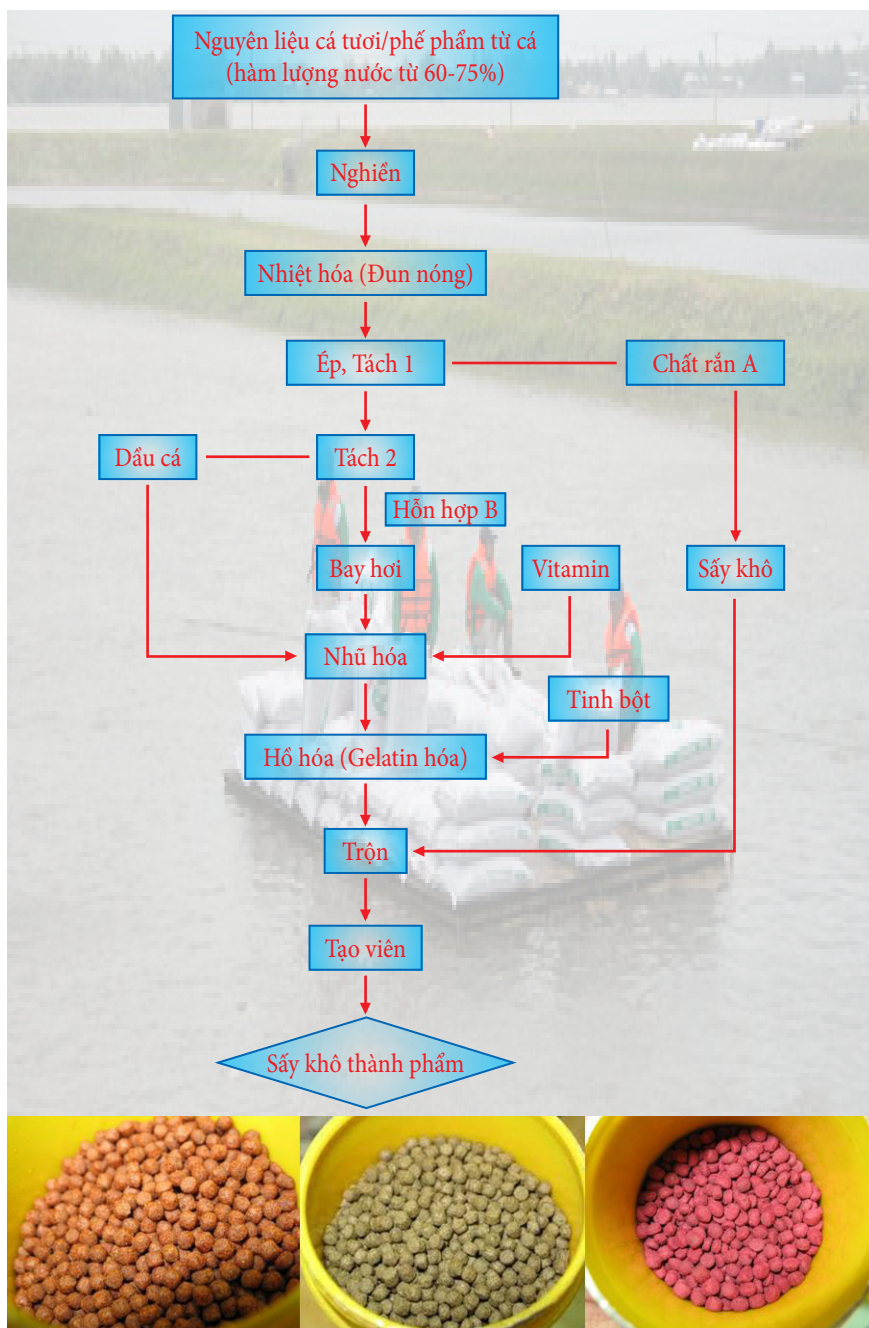 Nguyên liệu cá tươi/phế phẩm từ cá
(hàm lượng nước từ 60-75%)
Nghiền
Nhiệt hóa (Đun nóng)
Ép, Tách 1
Chất rắn A
Dầu cá
Tách 2
Hỗn hợp B
Bay hơi
Vitamin
Sấy khô
Nhũ hóa
Tinh bột
Hồ hóa (Gelatin hóa)
Trộn
Tạo viên
Sấy khô thành phẩm